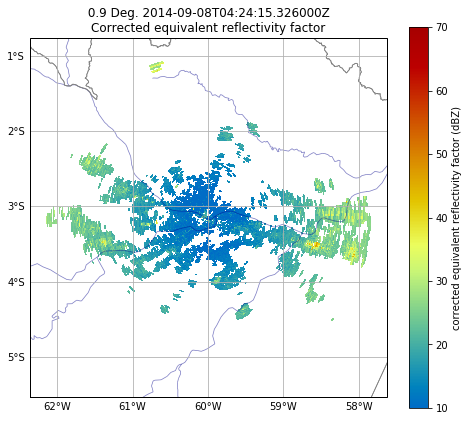 0.9 Deg. 2014-09-08T04:24:15.326000Z
Corrected equivalent reflectivity factor
1°S
2°S
3°S
4°S
5°S
62°W
61°W
60°W
59°W
58°W
70
60
50
40
30
20
10
corrected equivalent reflectivity factor (dBZ)